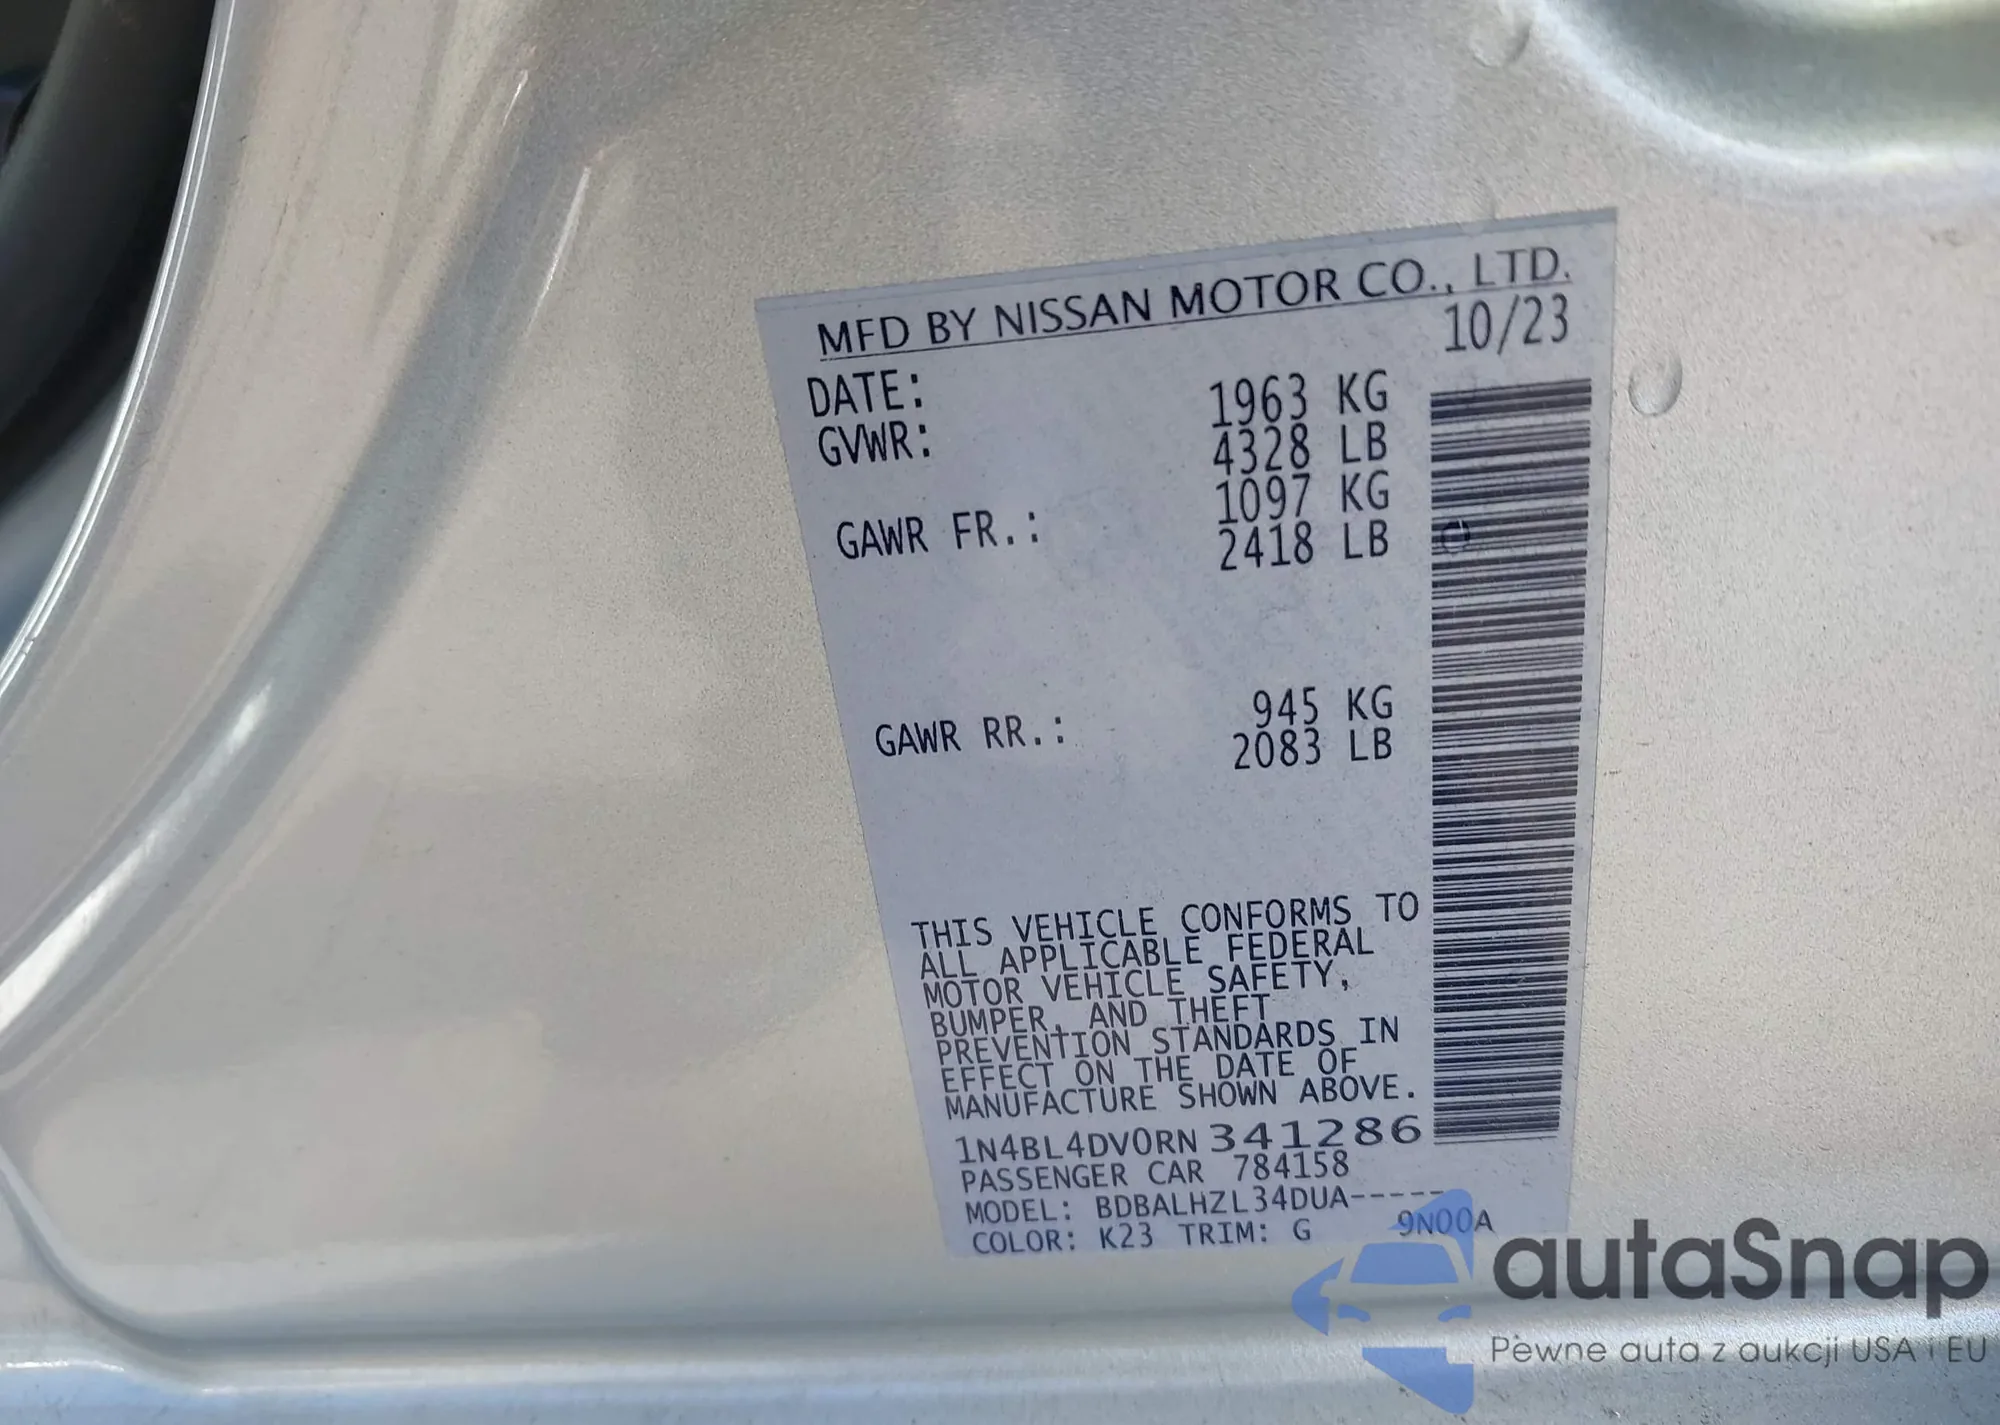 MFD BY NISSAN MOTOR CO., LTD.
DATE: 10/23
GVWR: 1963 KG
4328 LB
GAWR FR.: 1097 KG
2418 LB
GAWR RR.: 945 KG
2083 LB
THIS VEHICLE CONFORMS TO
ALL APPLICABLE FEDERAL
MOTOR VEHICLE SAFETY,
BUMPER, AND THEFT
PREVENTION STANDARDS IN
EFFECT ON THE DATE OF
MANUFACTURE SHOWN ABOVE.
1N4BL4DV0RN341286
PASSENGER CAR 784158
MODEL: BDBALHZL34DUA-----
COLOR: K23 TRIM: G 9N00A
autaSnap
Pewne auta z aukcji USA i EU